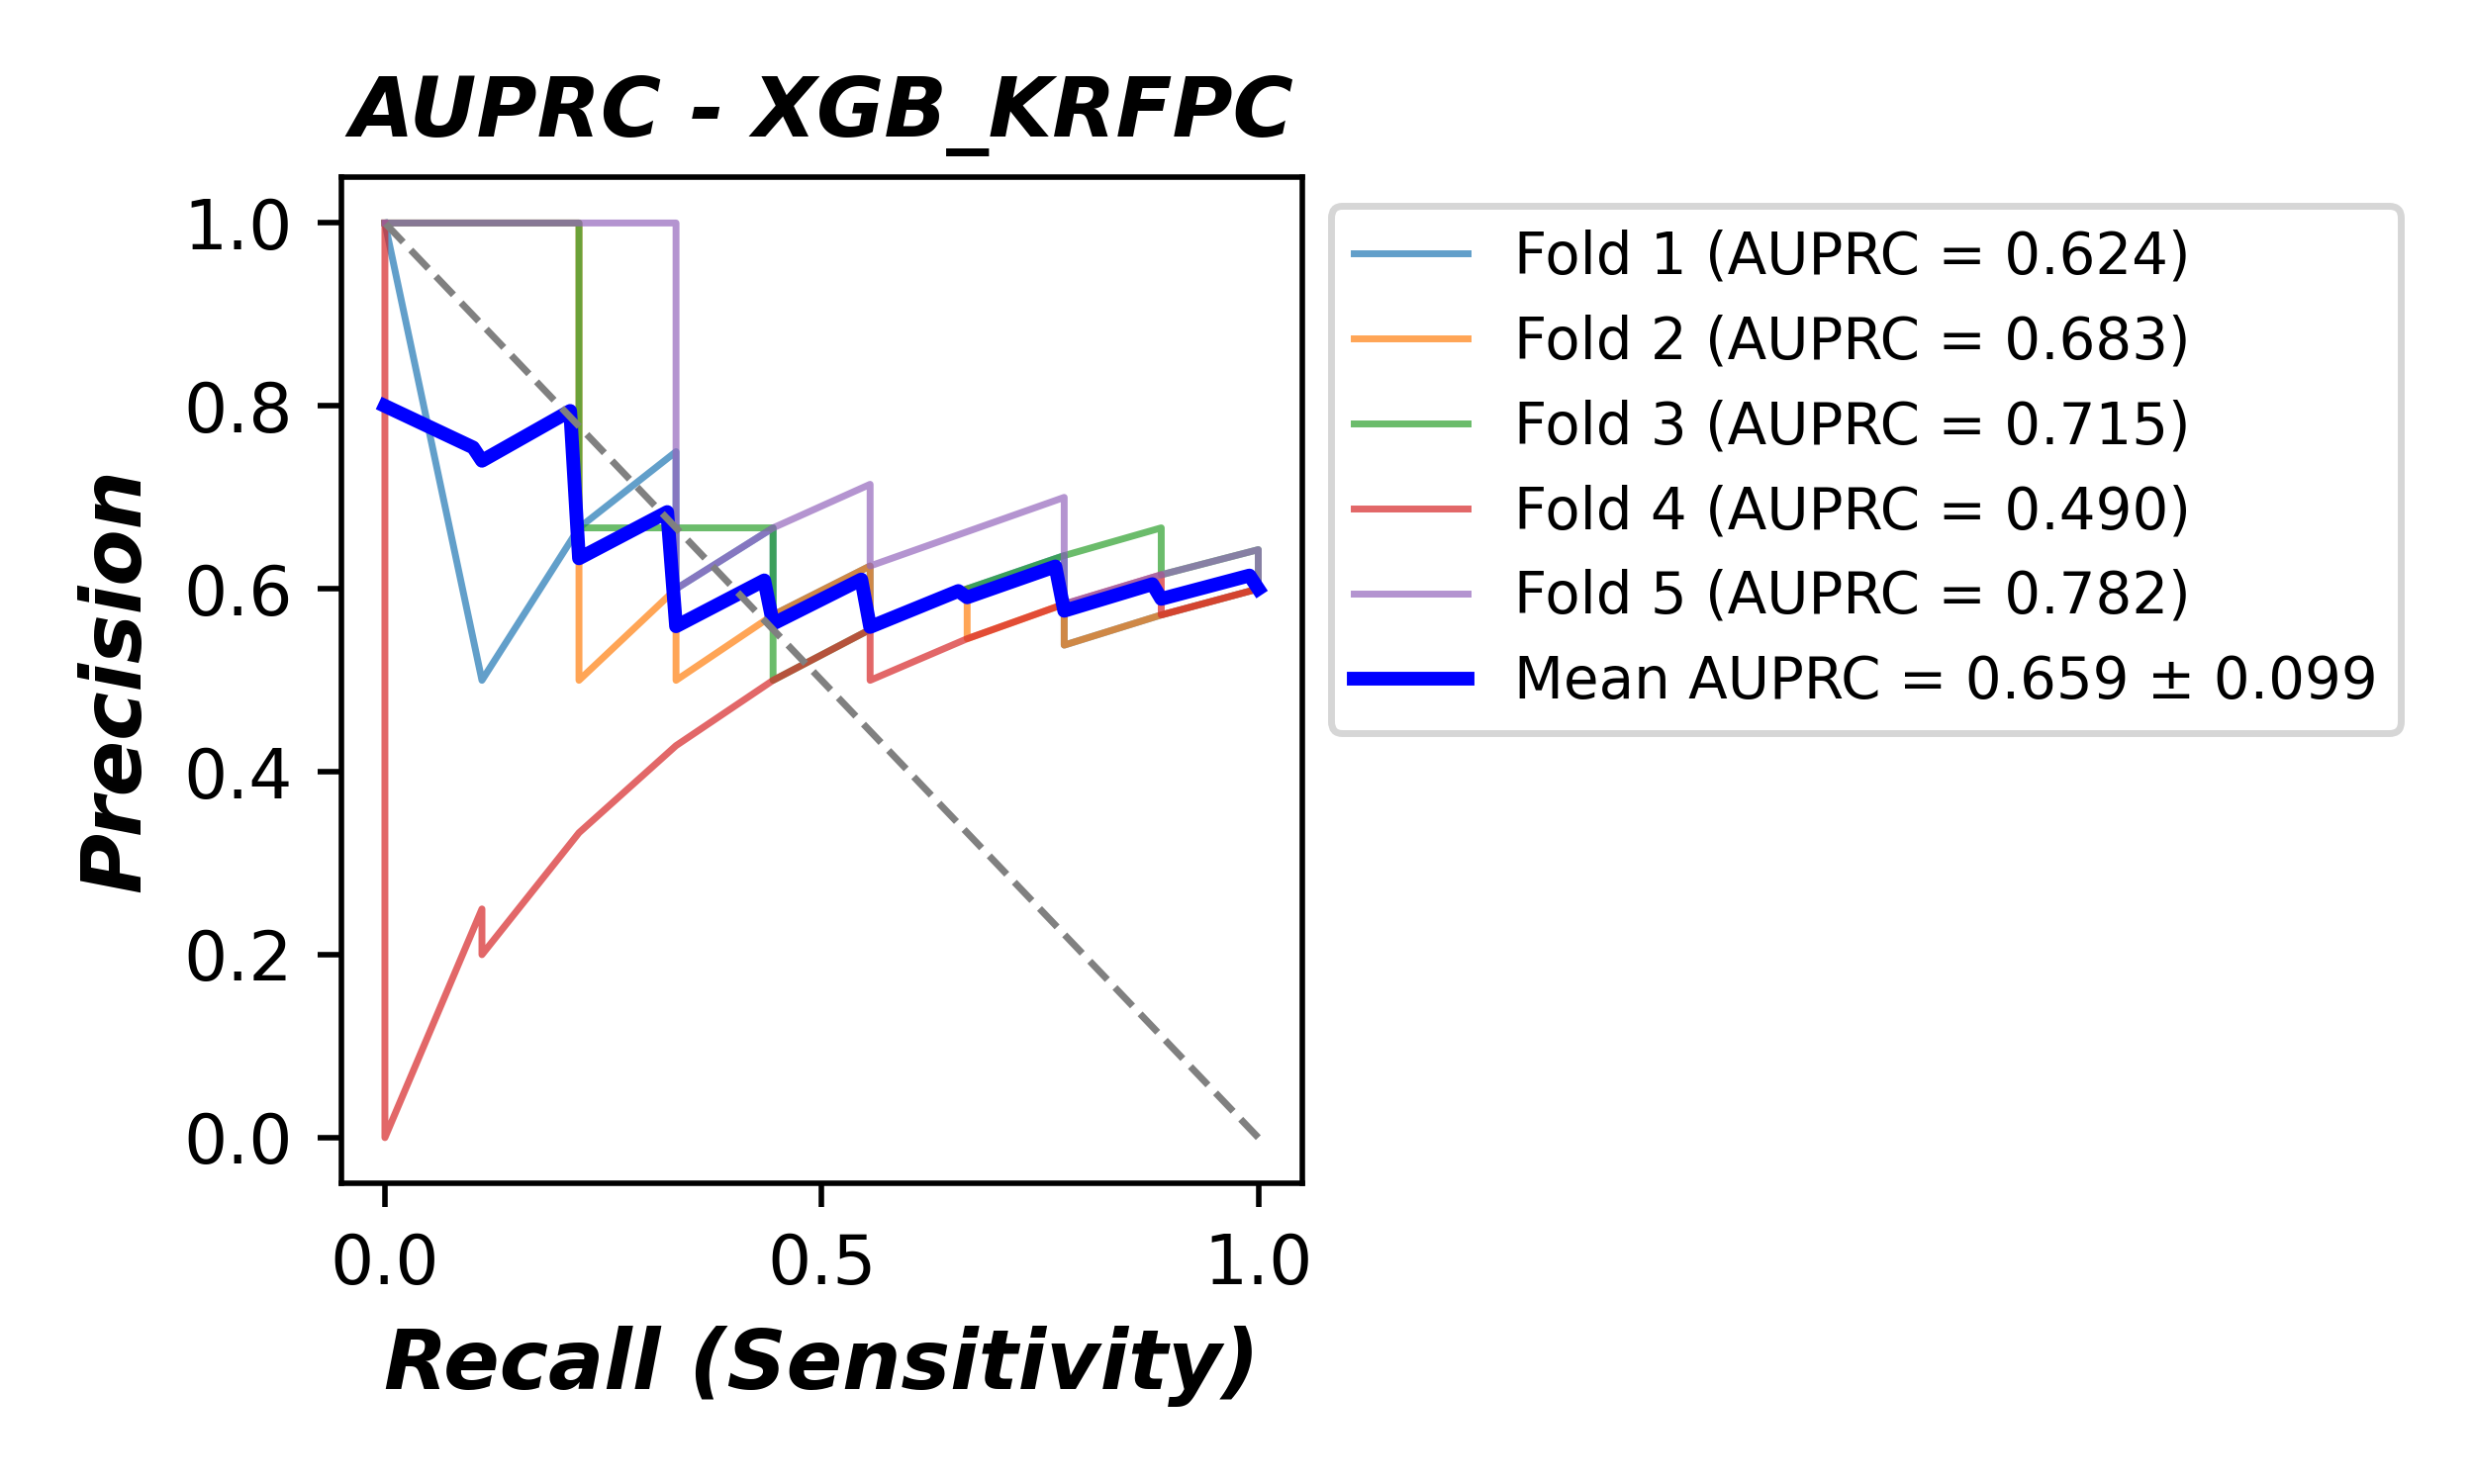 AUPRC - XGB_KRFPC
Precision
1.0
0.8
0.6
0.4
0.2
0.0
0.0
0.5
1.0
Recall (Sensitivity)
Fold 1 (AUPRC = 0.624)
Fold 2 (AUPRC = 0.683)
Fold 3 (AUPRC = 0.715)
Fold 4 (AUPRC = 0.490)
Fold 5 (AUPRC = 0.782)
Mean AUPRC = 0.659 ± 0.099